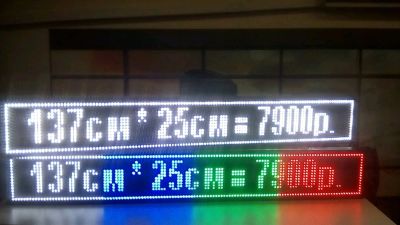 137см * 25см = 7900р.
137см * 25см = 7900р.